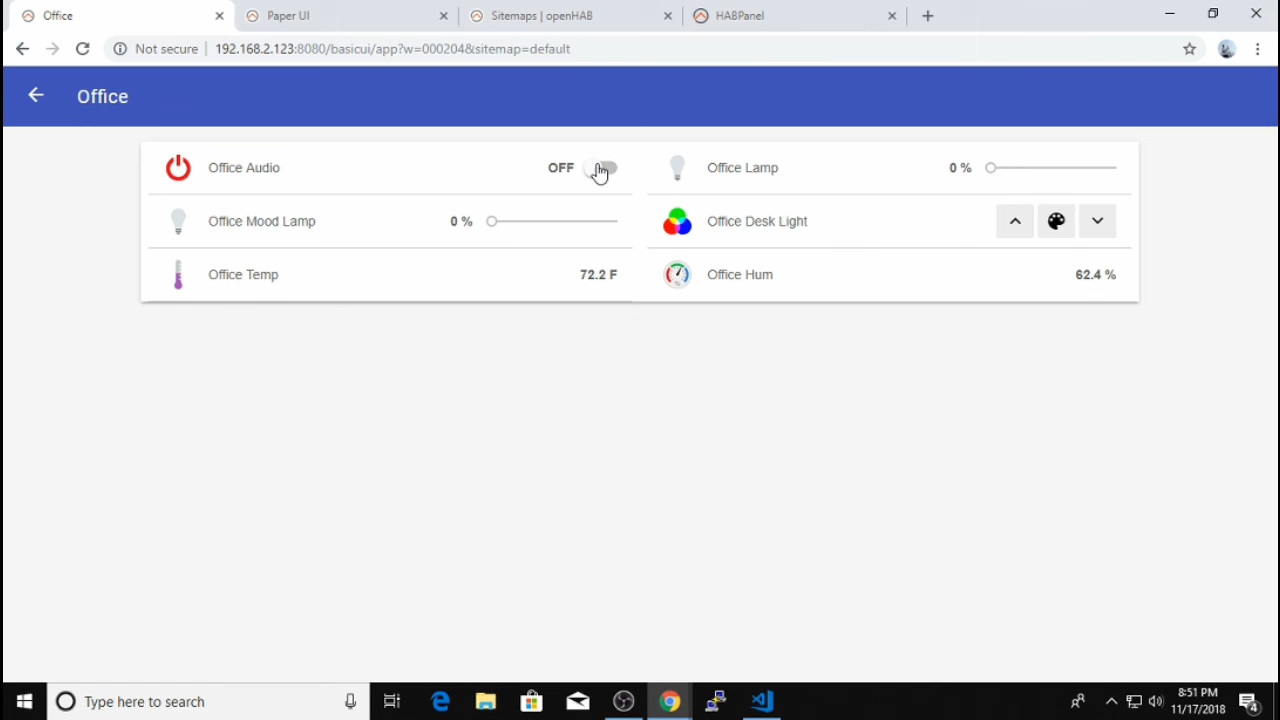 Office
Paper UI
Sitemaps | openHAB
HABPanel
Not secure
192.168.2.123:8080/basicui/app?w=000204&sitemap=default
Office
Office Audio OFF
Office Lamp 0 %
Office Mood Lamp 0 %
Office Desk Light
Office Temp 72.2 F
Office Hum 62.4 %
Type here to search
8:51 PM
11/17/2018
4